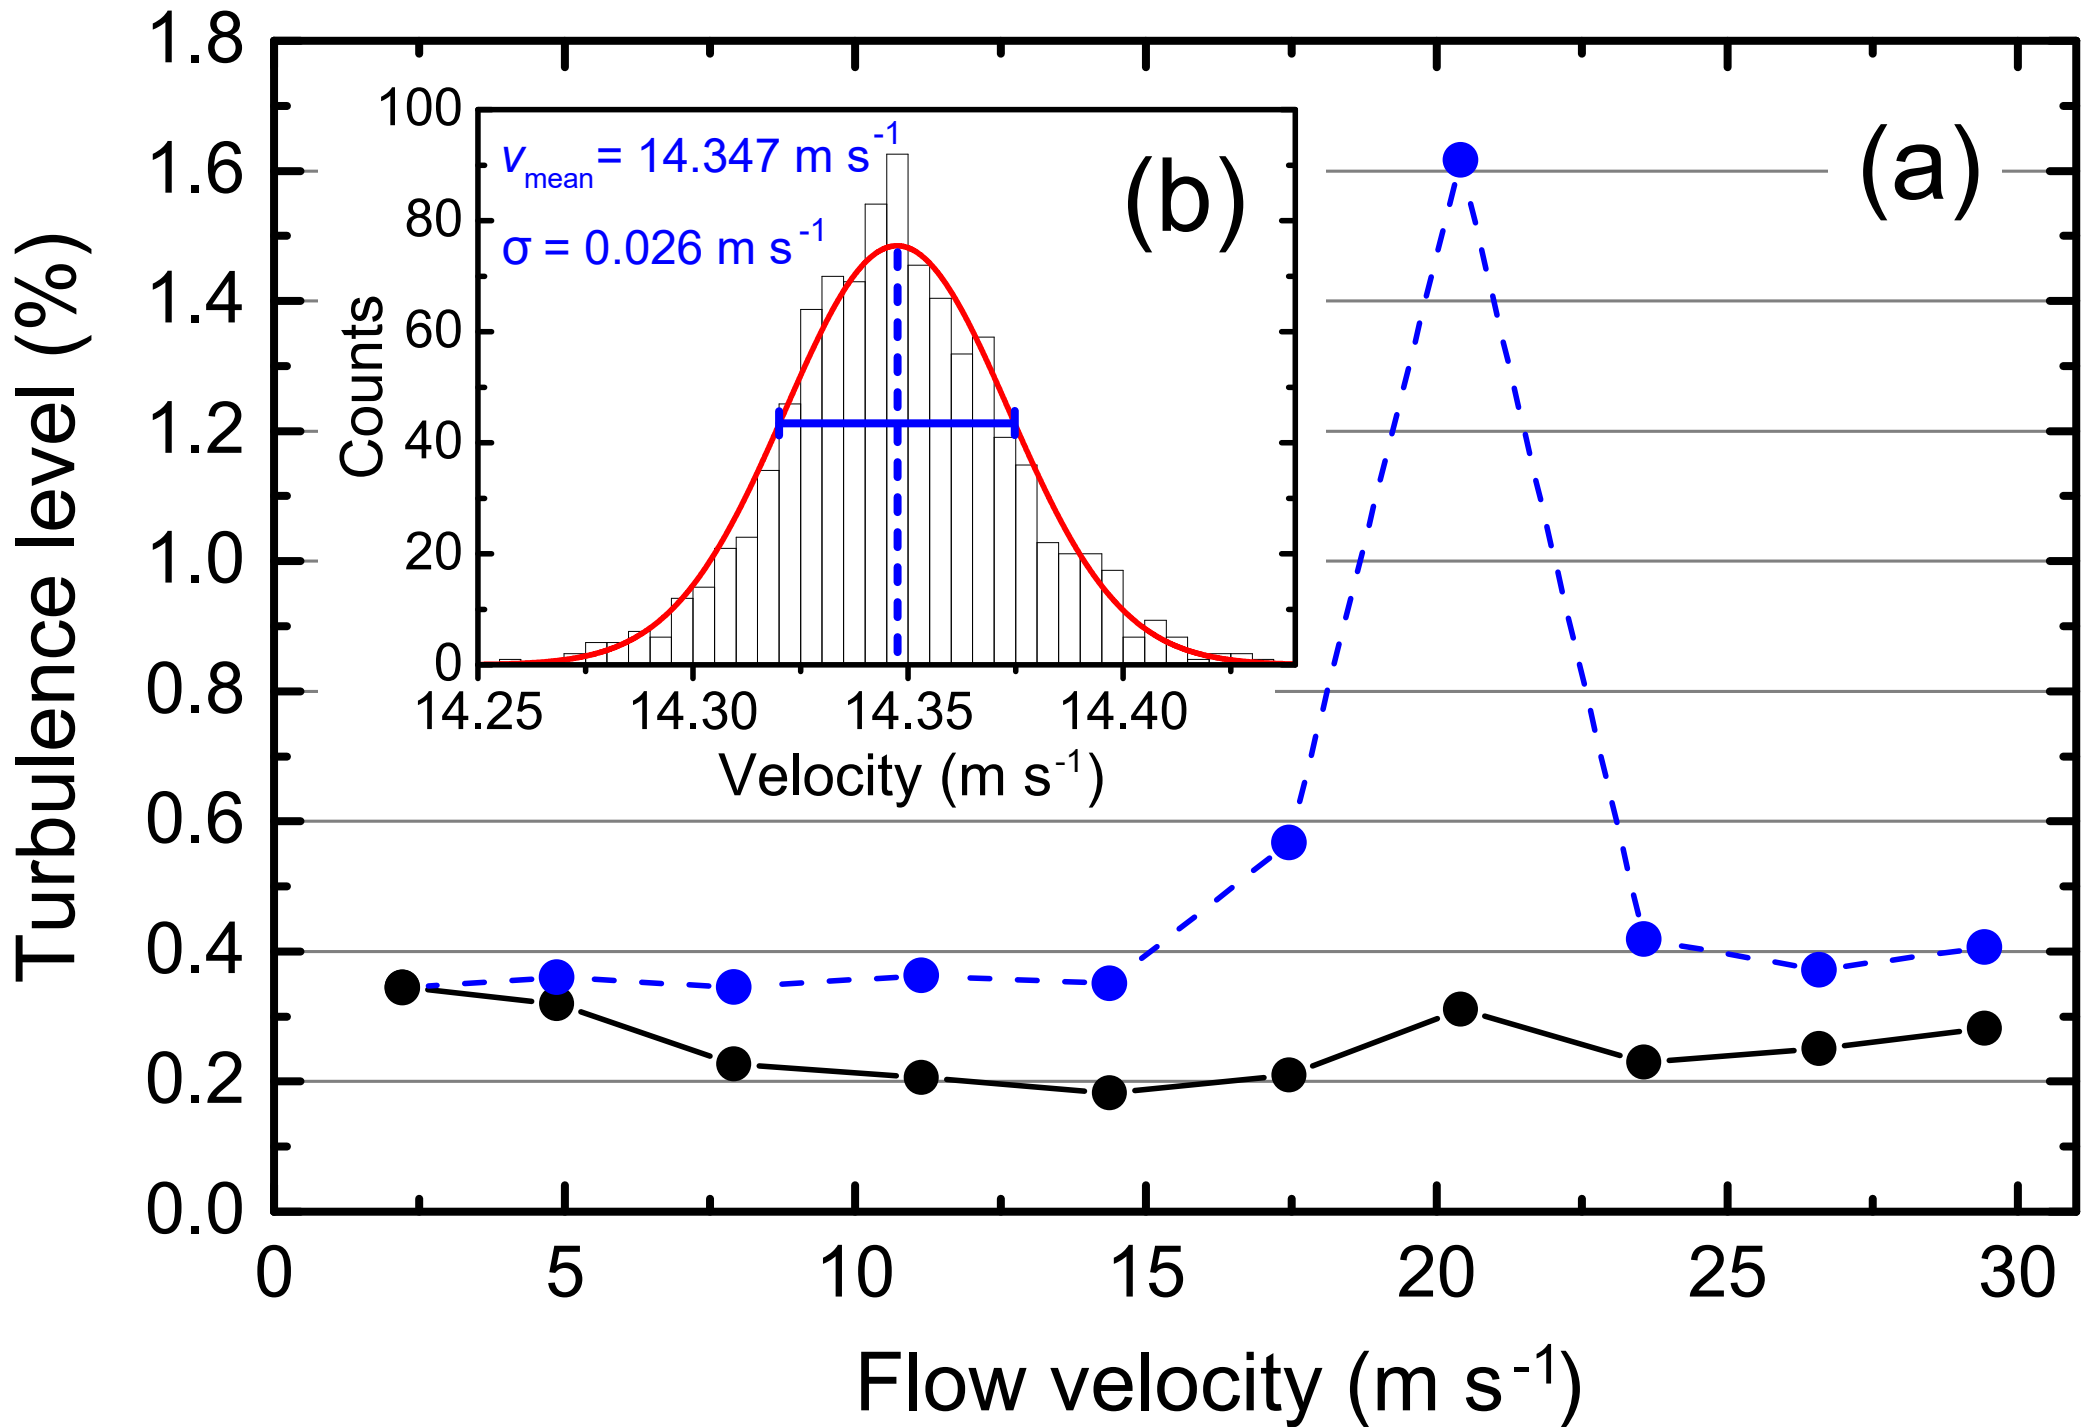 1.8
1.6
1.4
1.2
1.0
0.8
0.6
0.4
0.2
0.0
Turbulence level (%)
0 5 10 15 20 25 30
Flow velocity (m s⁻¹)
(a)
100
80
60
40
20
0
Counts
v_mean = 14.347 m s⁻¹
σ = 0.026 m s⁻¹
(b)
14.25 14.30 14.35 14.40
Velocity (m s⁻¹)